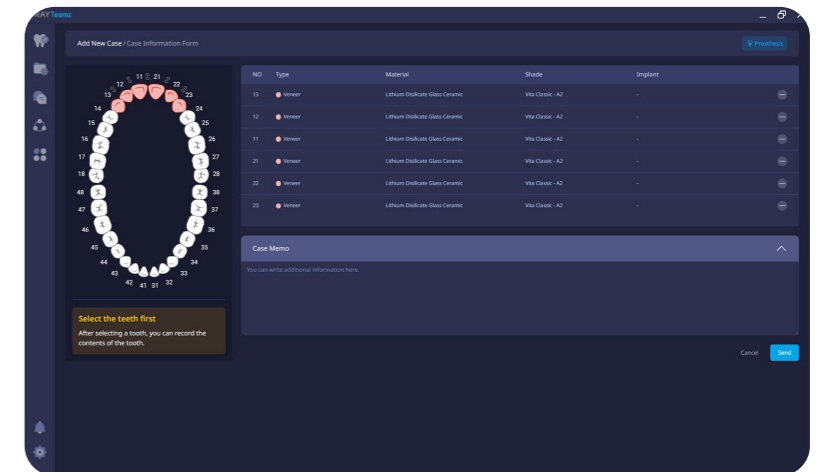 RAYTeams
Add New Case / Case Information Form
Prosthesis
11 21
12 22
13 23
14 24
15 25
16 26
17 27
18 28
48 38
47 37
46 36
45 35
44 34
43 33
42 41 31 32
Select the teeth first
After selecting a tooth, you can record the
contents of the tooth.
NO Type Material Shade Implant
13 Veneer Lithium Disilicate Glass Ceramic Vita Classic - A2 -
12 Veneer Lithium Disilicate Glass Ceramic Vita Classic - A2 -
11 Veneer Lithium Disilicate Glass Ceramic Vita Classic - A2 -
21 Veneer Lithium Disilicate Glass Ceramic Vita Classic - A2 -
22 Veneer Lithium Disilicate Glass Ceramic Vita Classic - A2 -
23 Veneer Lithium Disilicate Glass Ceramic Vita Classic - A2 -
Case Memo
You can write additional information here.
Cancel Send